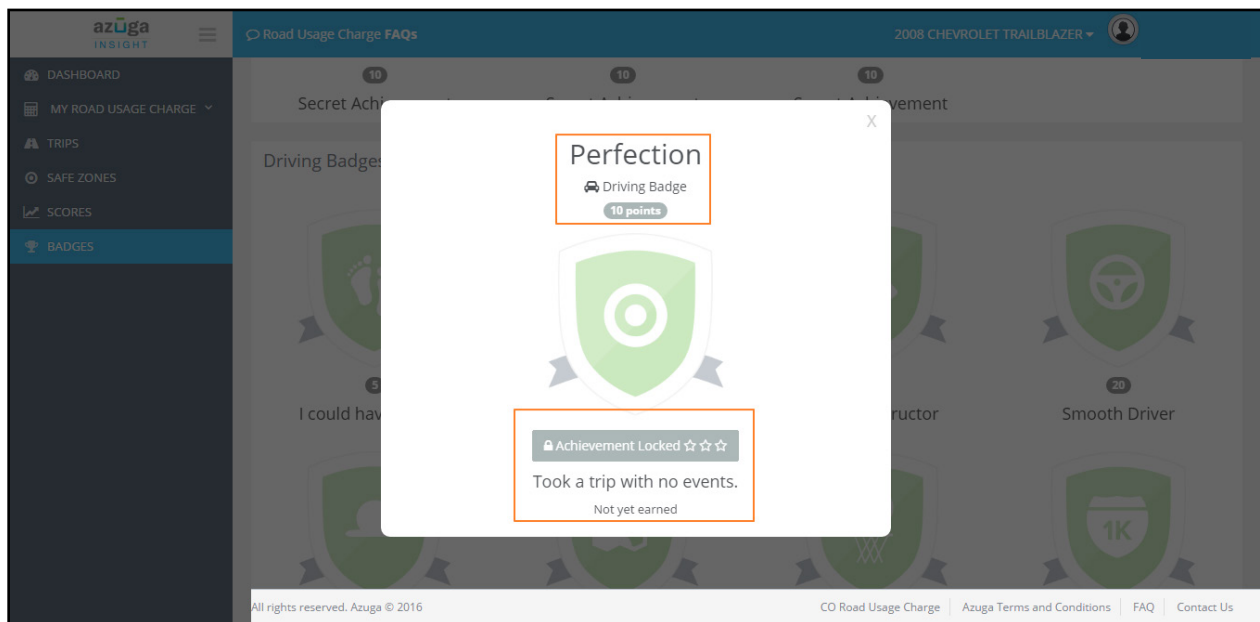 azüga
INSIGHT
Road Usage Charge FAQs
2008 CHEVROLET TRAILBLAZER
DASHBOARD
MY ROAD USAGE CHARGE
TRIPS
SAFE ZONES
SCORES
BADGES
10 10 10
Secret Ach vement
Driving Badges
X
Perfection
Driving Badge
10 points
5 20
I could hav ructor Smooth Driver
Achievement Locked
Took a trip with no events.
Not yet earned
1K
All rights reserved. Azuga © 2016
CO Road Usage Charge Azuga Terms and Conditions FAQ Contact Us